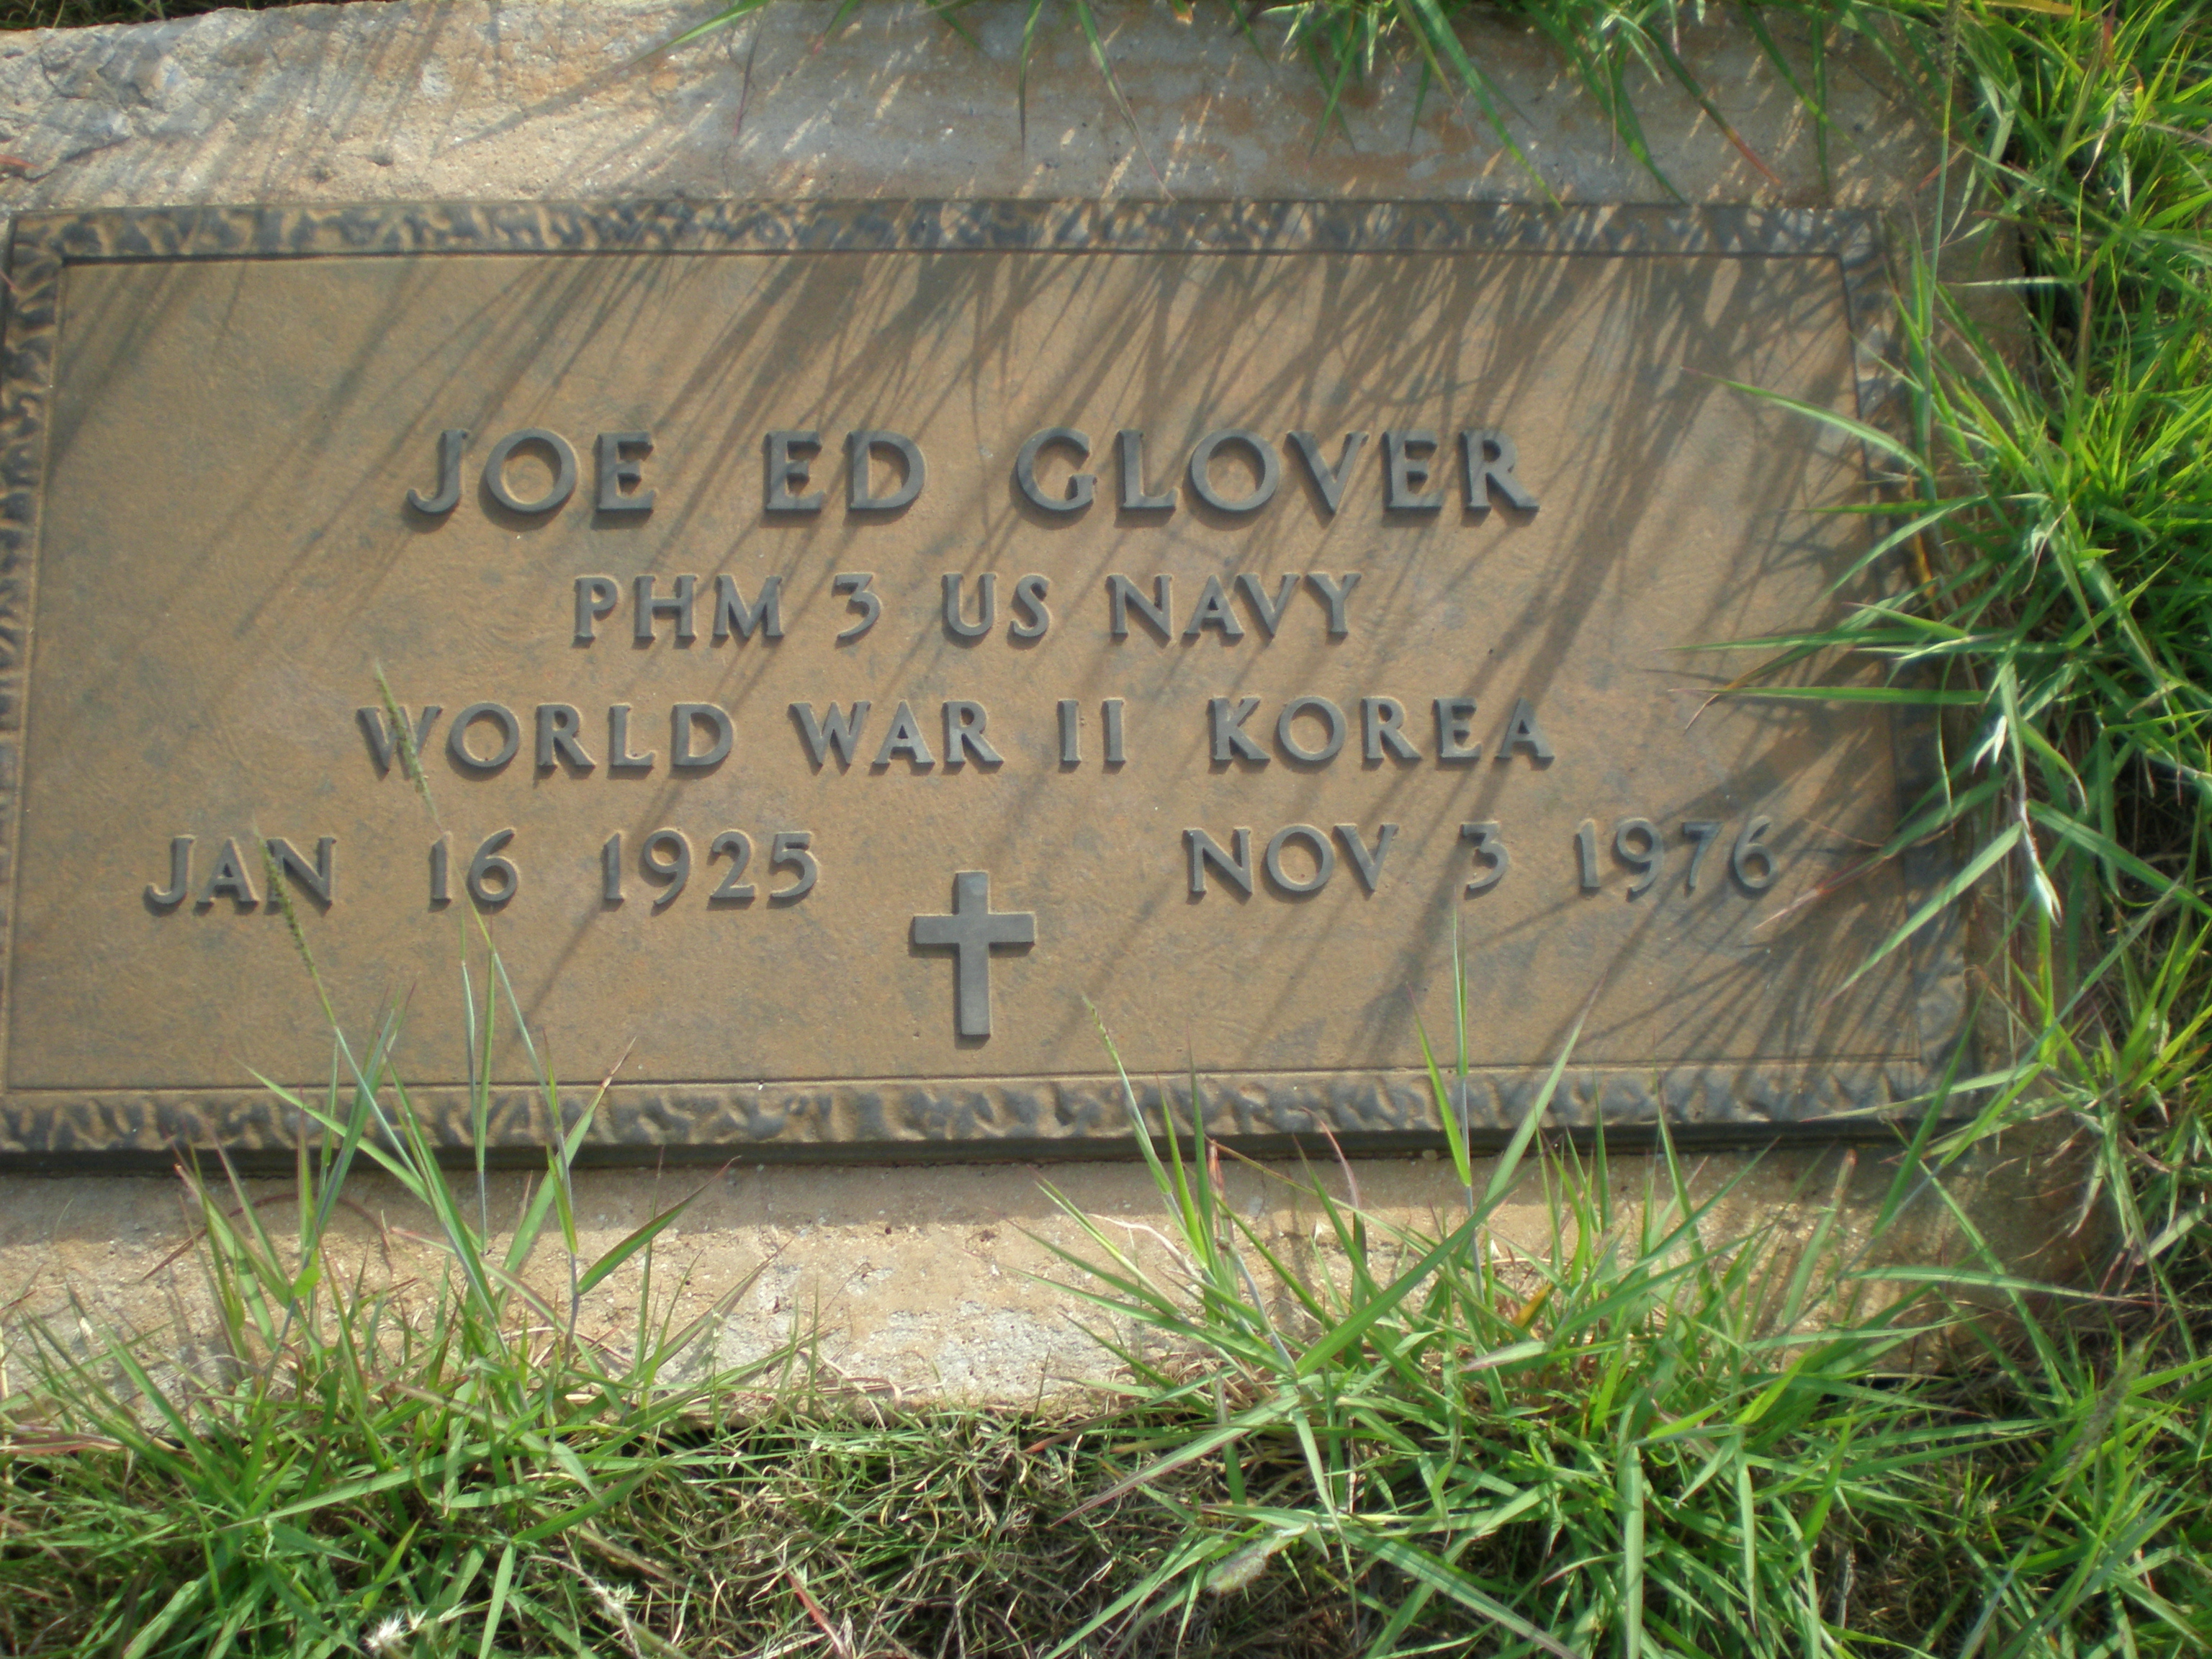 JOE ED GLOVER
PHM 3 US NAVY
WORLD WAR II KOREA
JAN 16 1925 NOV 3 1976